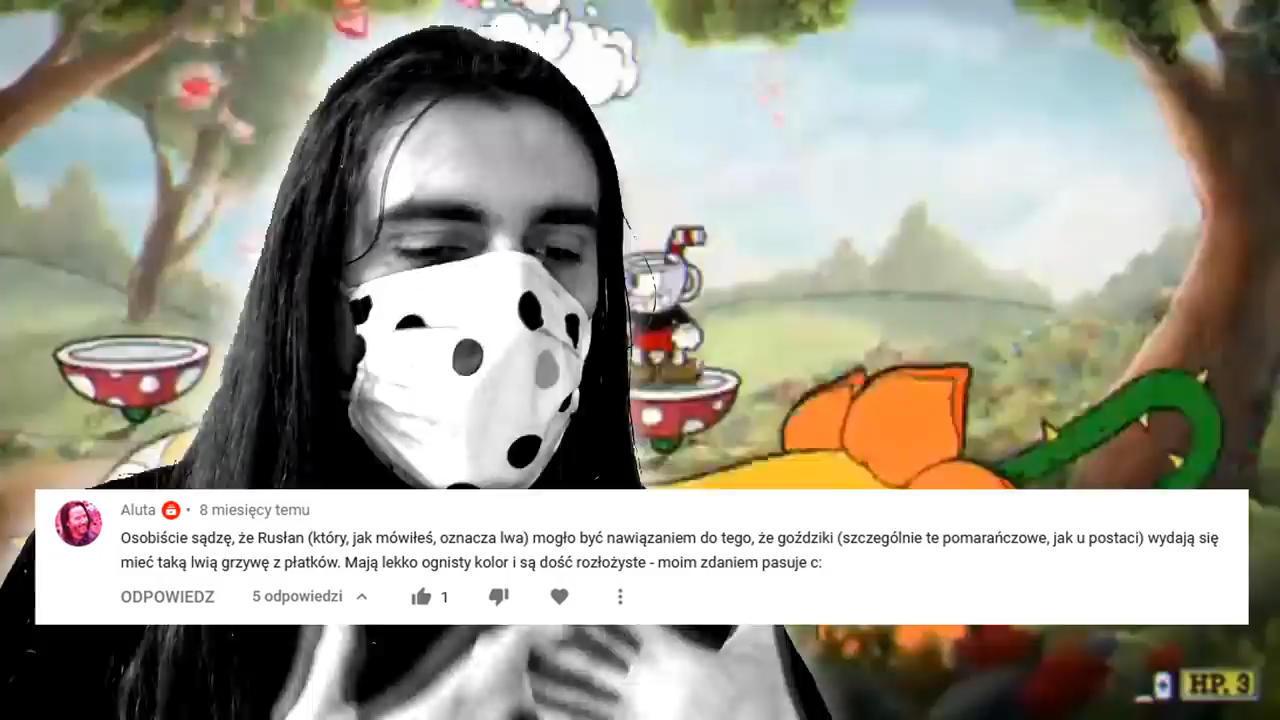 Aluta • 8 miesięcy temu
Osobiście sądzę, że Rusłan (który, jak mówiłeś, oznacza lwa) mogło być nawiązaniem do tego, że goździki (szczególnie te pomarańczowe, jak u postaci) wydają się
mieć taką lwią grzywę z płatków. Mają lekko ognisty kolor i są dość rozłożyste - moim zdaniem pasuje c:
ODPOWIEDZ 5 odpowiedzi 1
HP. 3